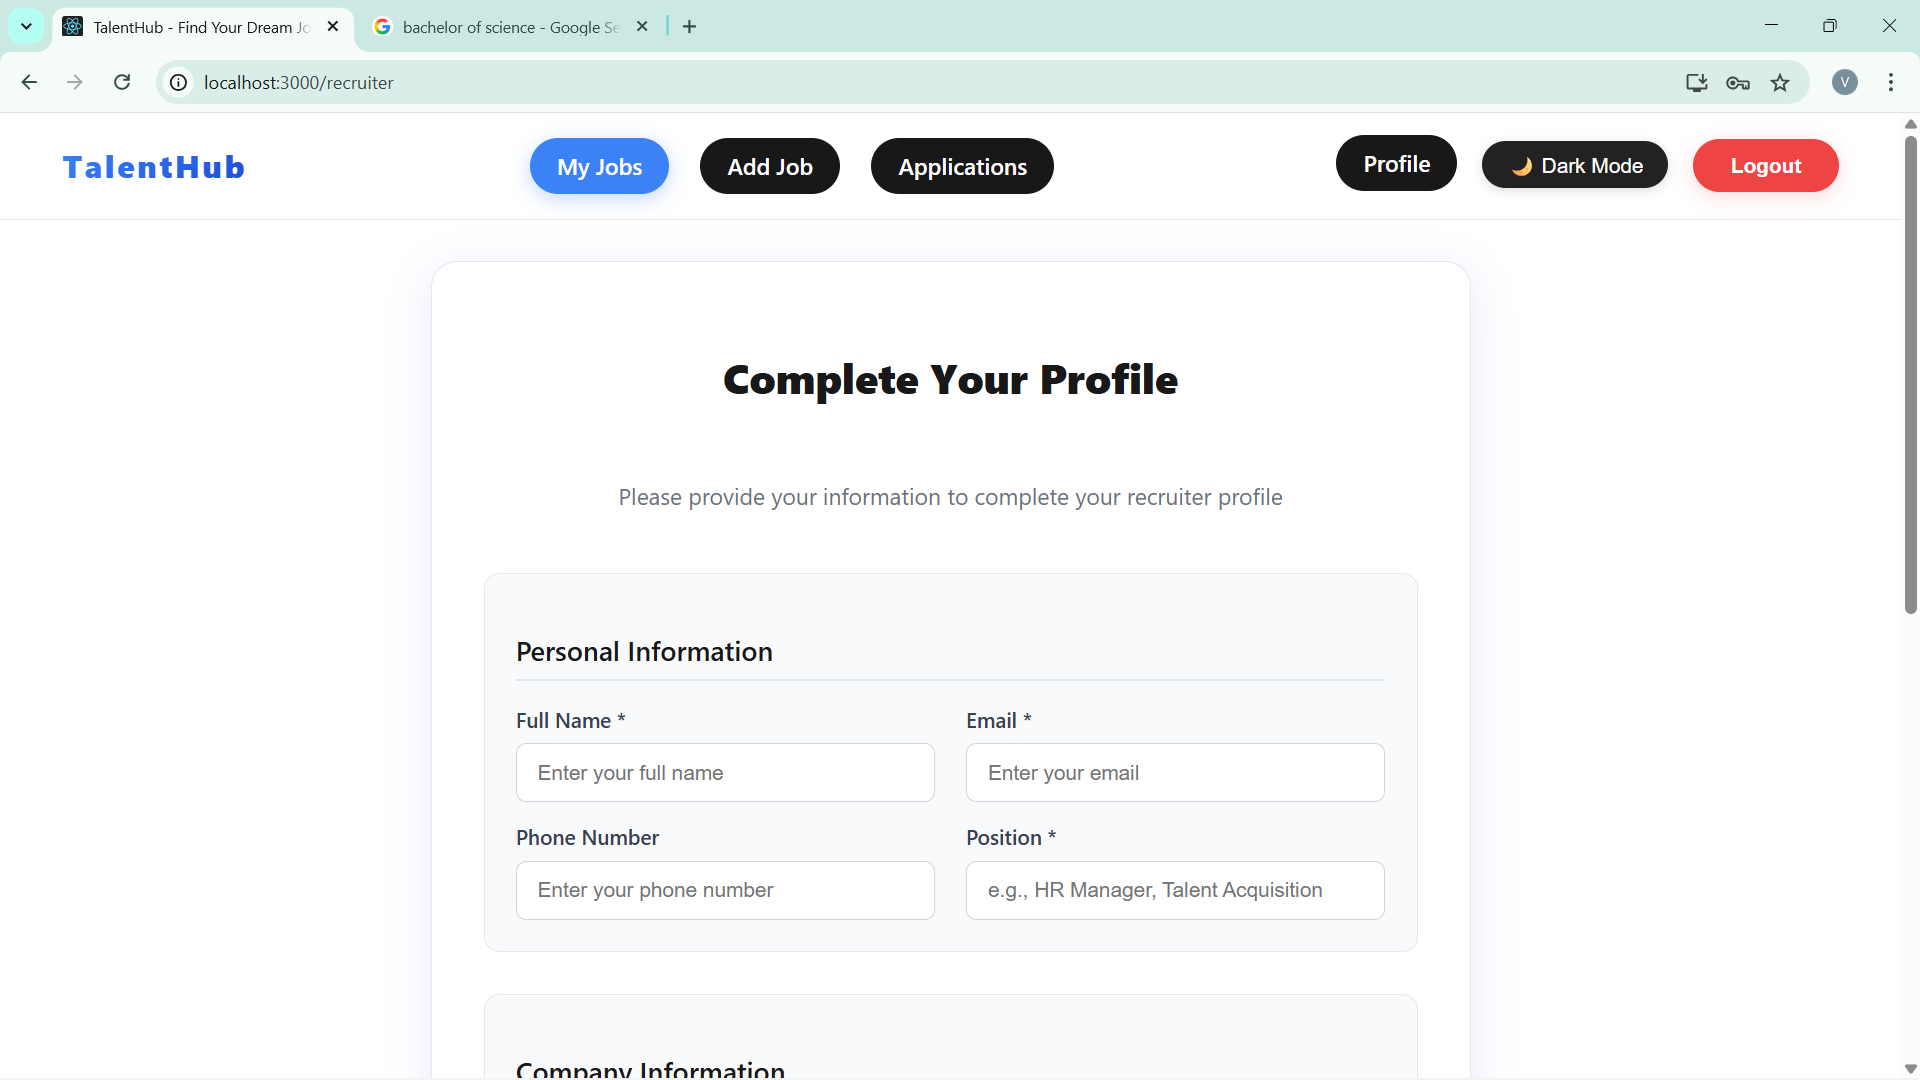 TalentHub - Find Your Dream Jo
bachelor of science - Google Se
localhost:3000/recruiter
V
TalentHub
My Jobs
Add Job
Applications
Profile
🌙 Dark Mode
Logout
Complete Your Profile
Please provide your information to complete your recruiter profile
Personal Information
Full Name *
Email *
Enter your full name
Enter your email
Phone Number
Position *
Enter your phone number
e.g., HR Manager, Talent Acquisition
Company Information